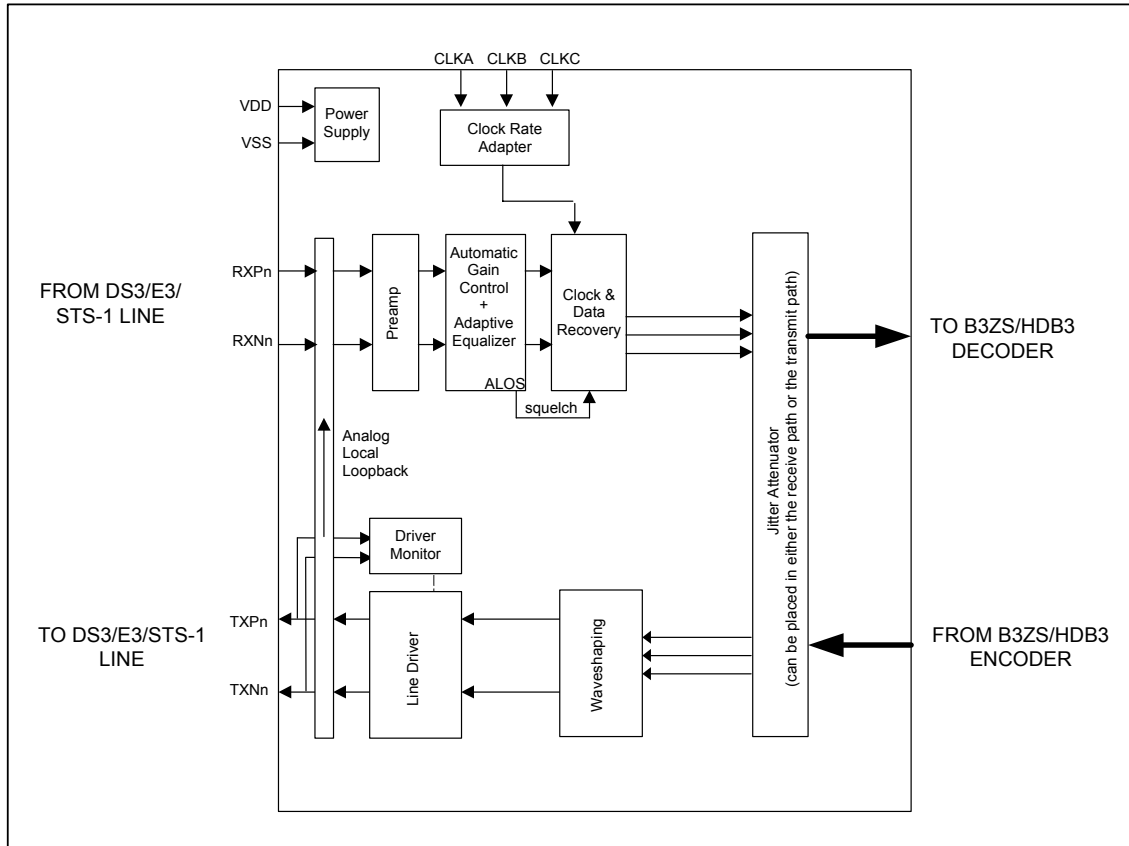 CLKA CLKB CLKC
VDD
VSS
Power
Supply
Clock Rate
Adapter
FROM DS3/E3/
STS-1 LINE
RXPn
RXNn
Preamp
Automatic
Gain
Control
+
Adaptive
Equalizer
ALOS
squelch
Clock &
Data
Recovery
Jitter Attenuator
(can be placed in either the receive path or the transmit path)
TO B3ZS/HDB3
DECODER
Analog
Local
Loopback
Driver
Monitor
TO DS3/E3/STS-1
LINE
TXPn
TXNn
Line Driver
Waveshaping
FROM B3ZS/HDB3
ENCODER